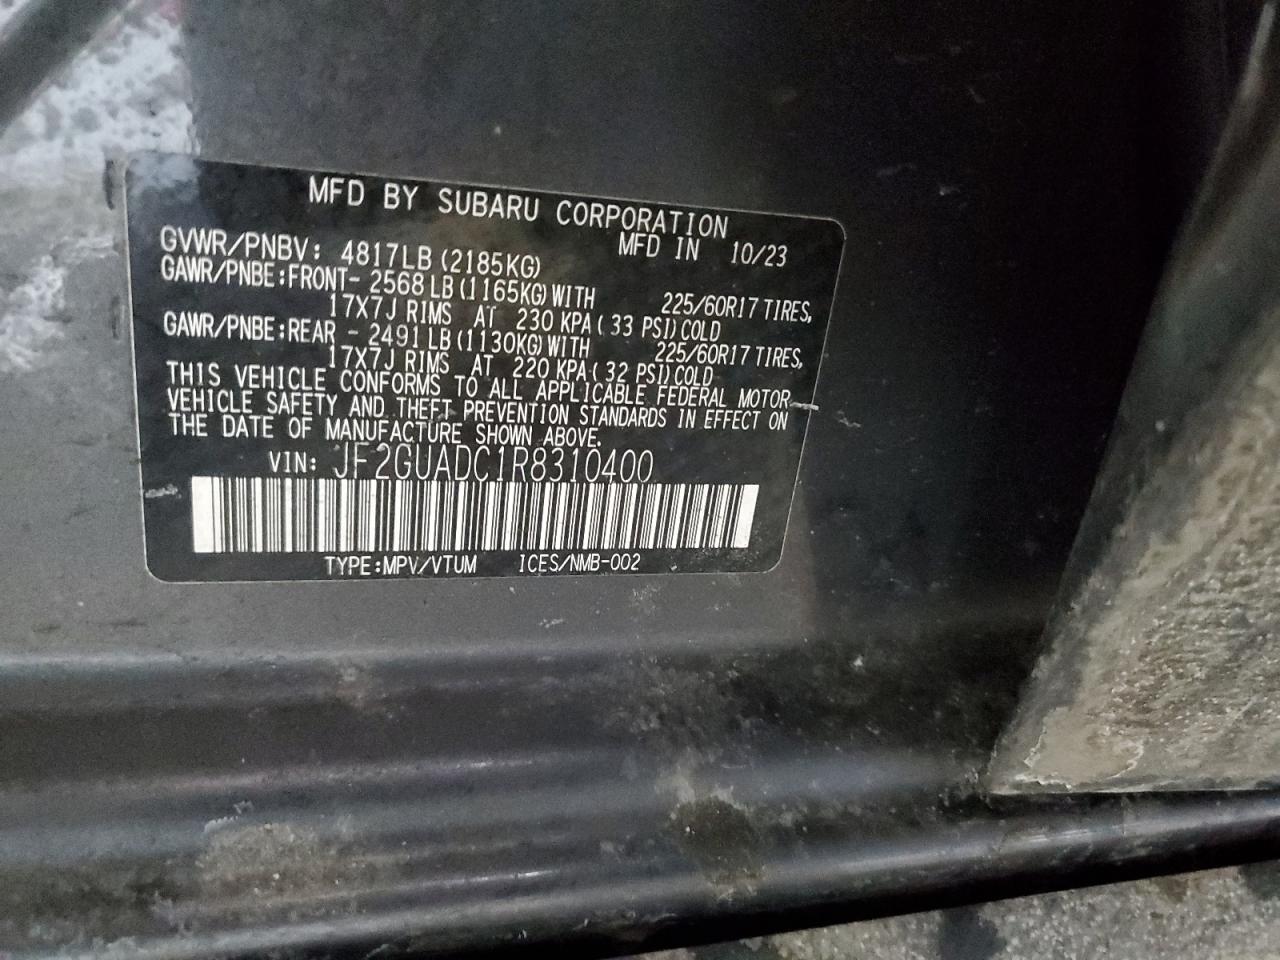 MFD BY SUBARU CORPORATION
MFD IN 10/23
GVWR/PNBV: 4817LB (2185KG)
GAWR/PNBE:FRONT- 2568 LB (1165KG) WITH 225/60R17 TIRES,
17X7J RIMS AT 230 KPA ( 33 PSI) COLD
GAWR/PNBE:REAR - 2491 LB (1130KG) WITH 225/60R17 TIRES,
17X7J RIMS AT 220 KPA ( 32 PSI) COLD
THIS VEHICLE CONFORMS TO ALL APPLICABLE FEDERAL MOTOR
VEHICLE SAFETY AND THEFT PREVENTION STANDARDS IN EFFECT ON
THE DATE OF MANUFACTURE SHOWN ABOVE.
VIN: JF2GUADC1R8310400
TYPE:MPV/VTUM ICES/NMB-002